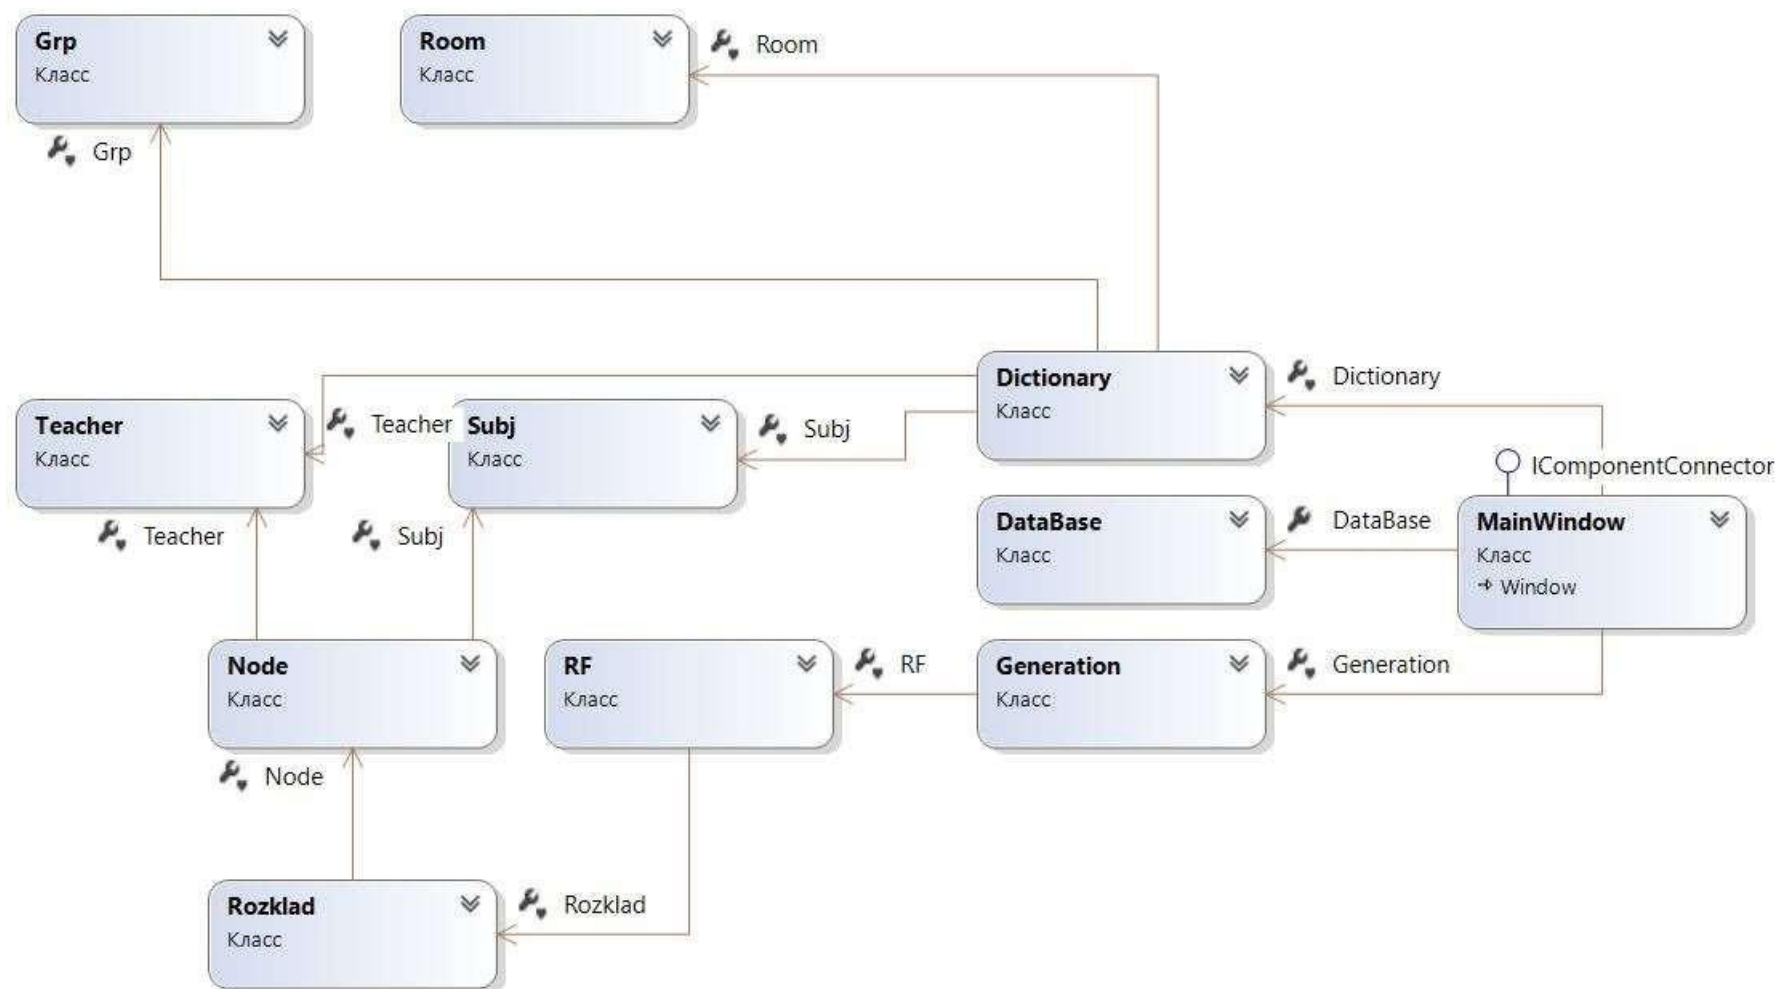 Grp
Класс
Room
Класс
Room
Grp
Dictionary
Класс
Dictionary
Teacher
Класс
Teacher
Subj
Класс
Subj
IComponentConnector
Teacher
Subj
DataBase
Класс
DataBase
MainWindow
Класс
Window
Node
Класс
RF
Класс
RF
Generation
Класс
Generation
Node
Rozklad
Класс
Rozklad